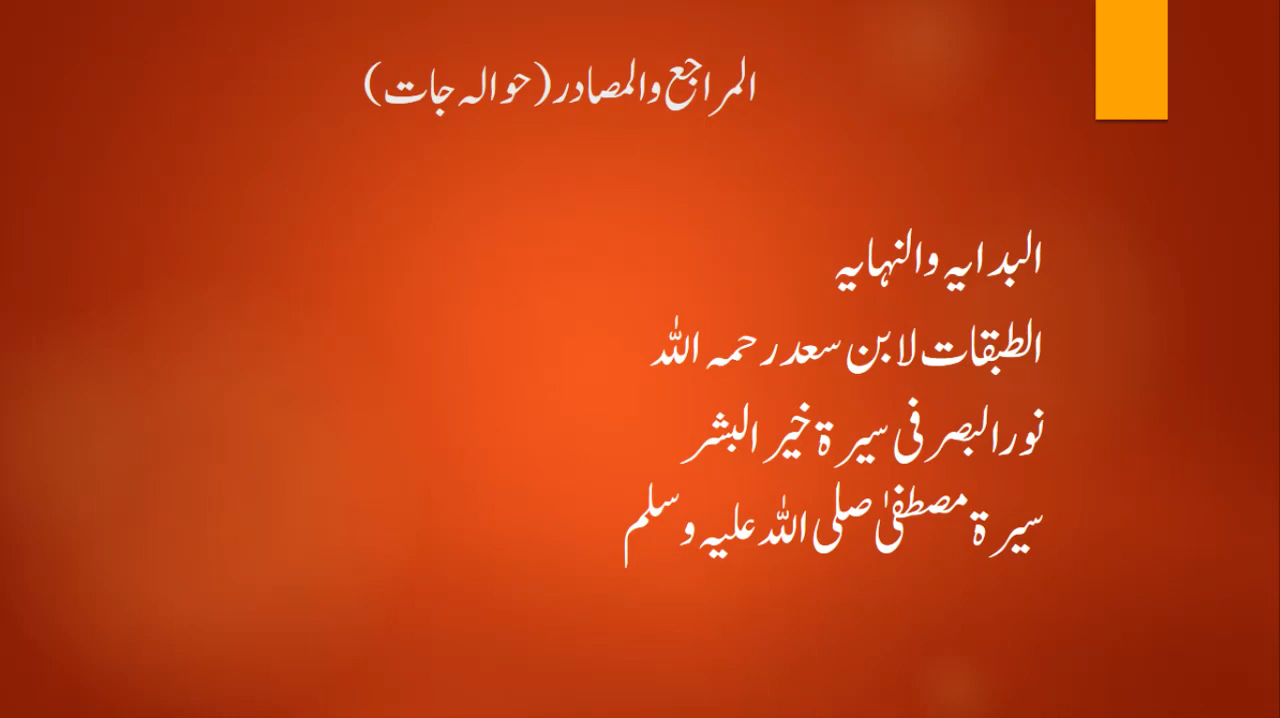 المراجع والمصادر (حوالہ جات)
البدایہ والنہایہ
الطبقات لابن سعد رحمہ اللہ
نور البصر فی سیرۃ خیر البشر
سیرۃ مصطفیٰ صلی اللہ علیہ وسلم